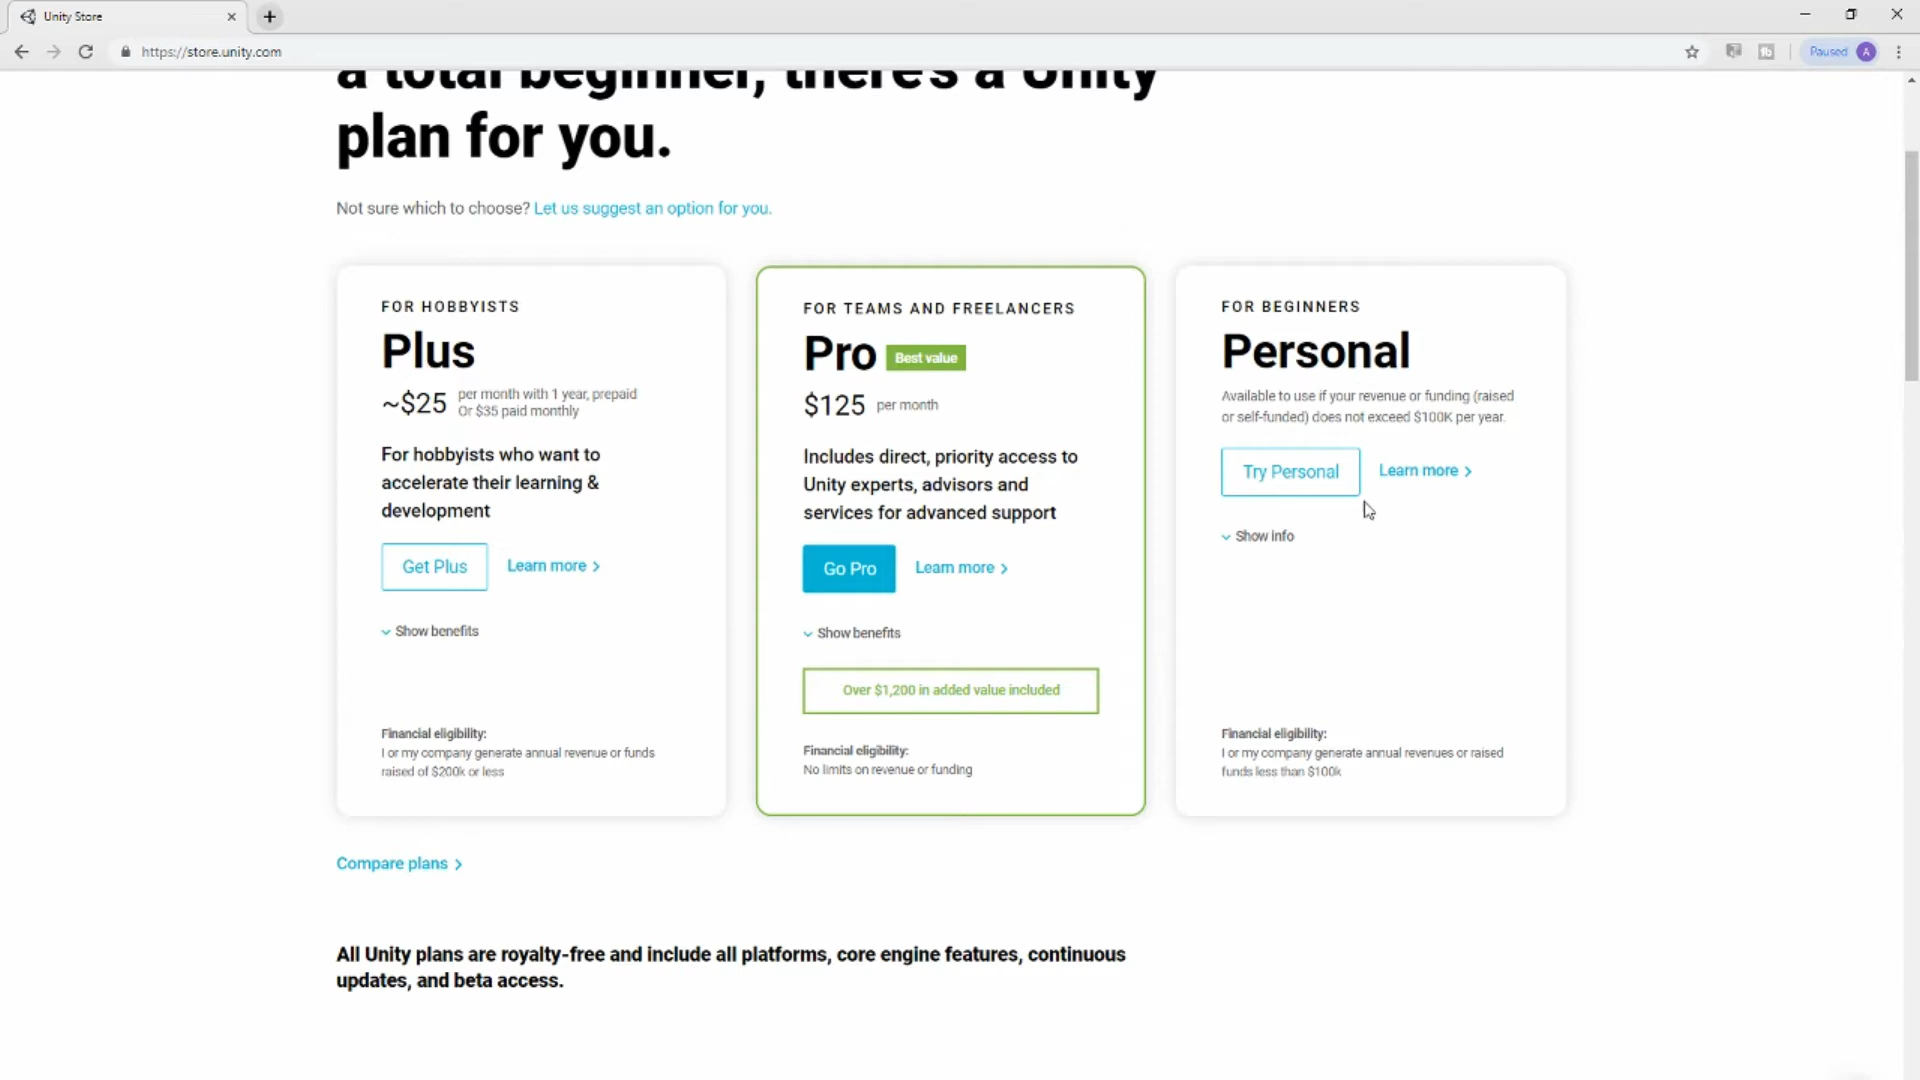 Unity Store
https://store.unity.com
Paused A
a total beginner, there's a Unity
plan for you.
Not sure which to choose? Let us suggest an option for you.
FOR HOBBYISTS
Plus
~$25 per month with 1 year, prepaid
Or $35 paid monthly
For hobbyists who want to
accelerate their learning &
development
Get Plus Learn more
Show benefits
Financial eligibility:
I or my company generate annual revenue or funds
raised of $200k or less
FOR TEAMS AND FREELANCERS
Pro Best value
$125 per month
Includes direct, priority access to
Unity experts, advisors and
services for advanced support
Go Pro Learn more
Show benefits
Over $1,200 in added value included
Financial eligibility:
No limits on revenue or funding
FOR BEGINNERS
Personal
Available to use if your revenue or funding (raised
or self-funded) does not exceed $100K per year.
Try Personal Learn more
Show info
Financial eligibility:
I or my company generate annual revenues or raised
funds less than $100k
Compare plans
All Unity plans are royalty-free and include all platforms, core engine features, continuous
updates, and beta access.